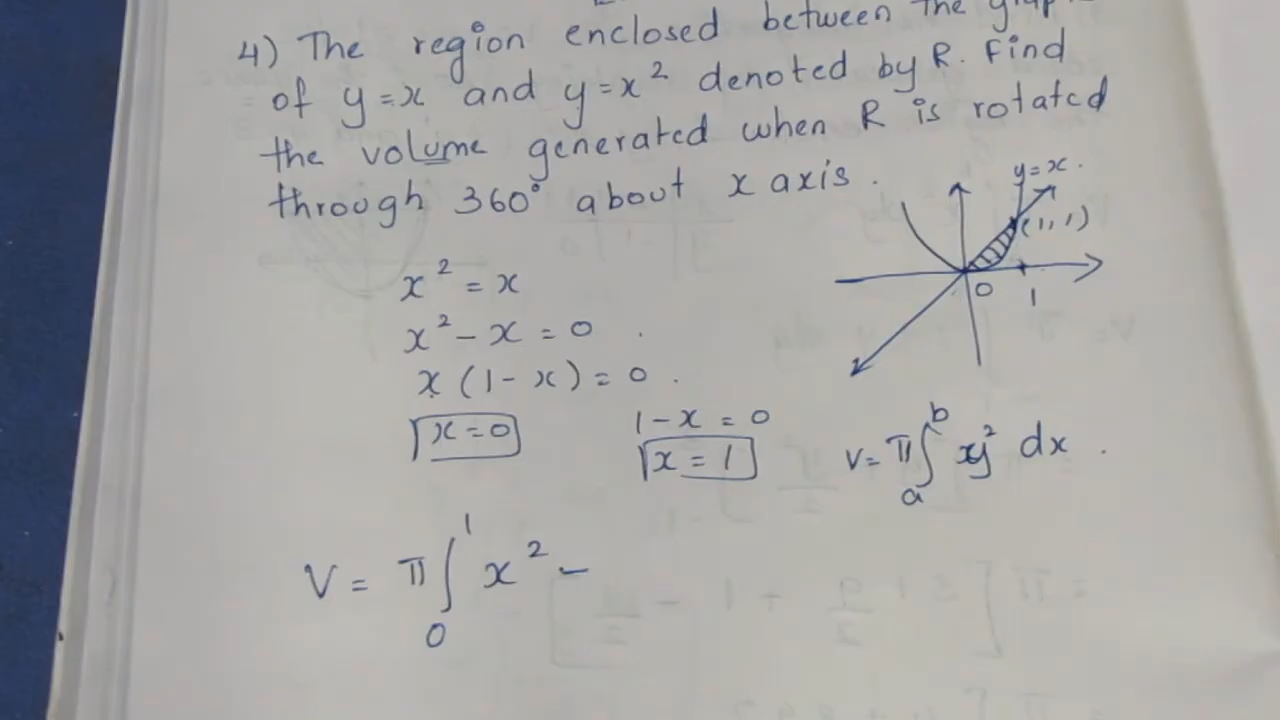 4) The region enclosed between the
of y=x and y=x² denoted by R. Find
the volume generated when R is rotated
through 360° about x axis.
y=x.
(1,1)
0
1
x² = x
x² - x = 0
x (1 - x) = 0
x = 0
1 - x = 0
x = 1
V = π∫ₐᵇ y² dx
V = π∫₀¹ x² -